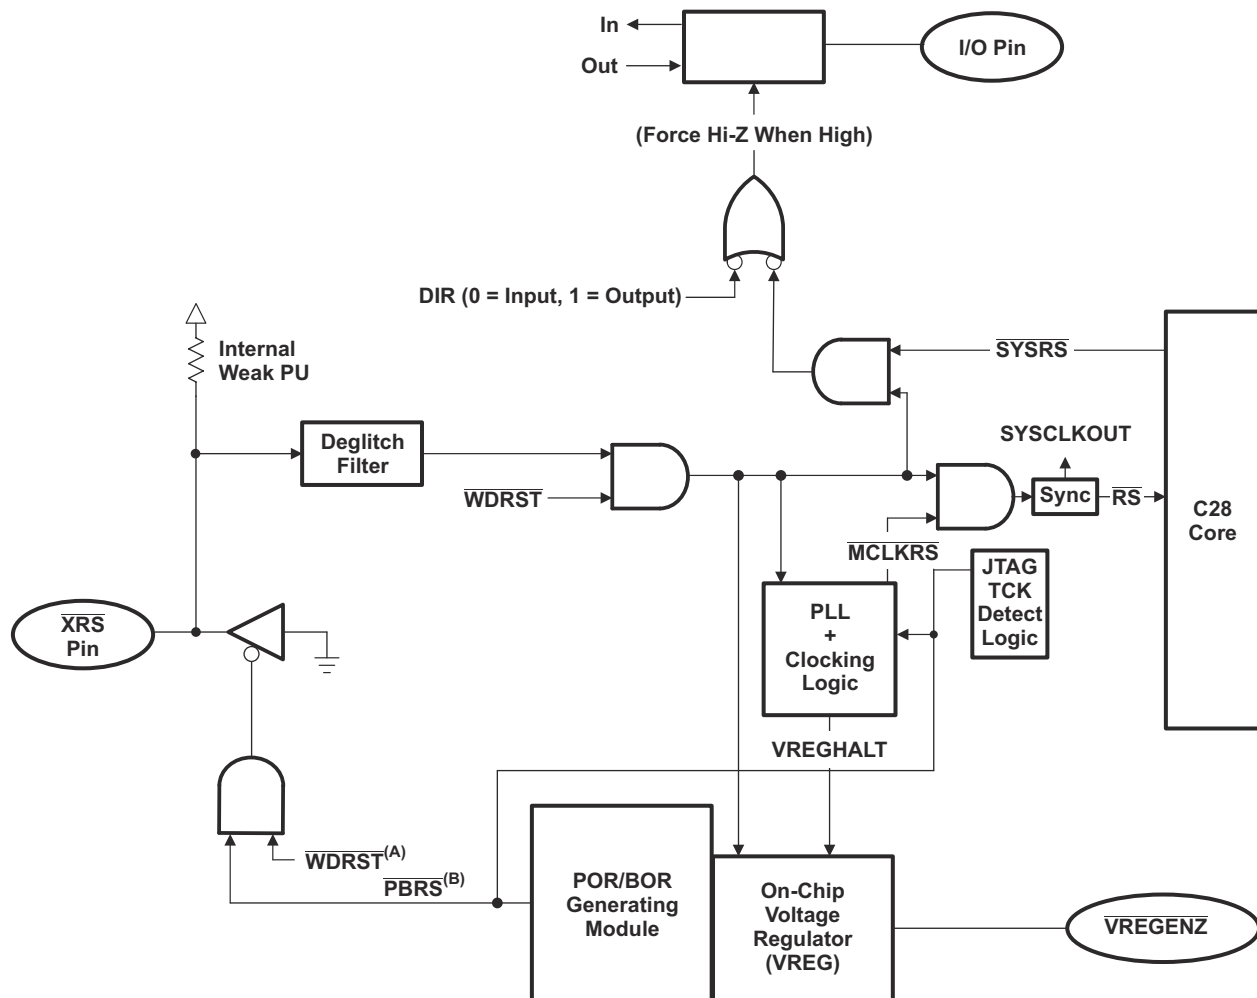 In
Out
I/O Pin
(Force Hi-Z When High)
DIR (0 = Input, 1 = Output)
Internal
Weak PU
SYSRS
Deglitch
Filter
SYSCLKOUT
WDRST
Sync
RS
C28
Core
MCLKRS
JTAG
TCK
Detect
Logic
XRS
Pin
PLL
+
Clocking
Logic
VREGHALT
WDRST(A)
PBRS(B)
POR/BOR
Generating
Module
On-Chip
Voltage
Regulator
(VREG)
VREGENZ